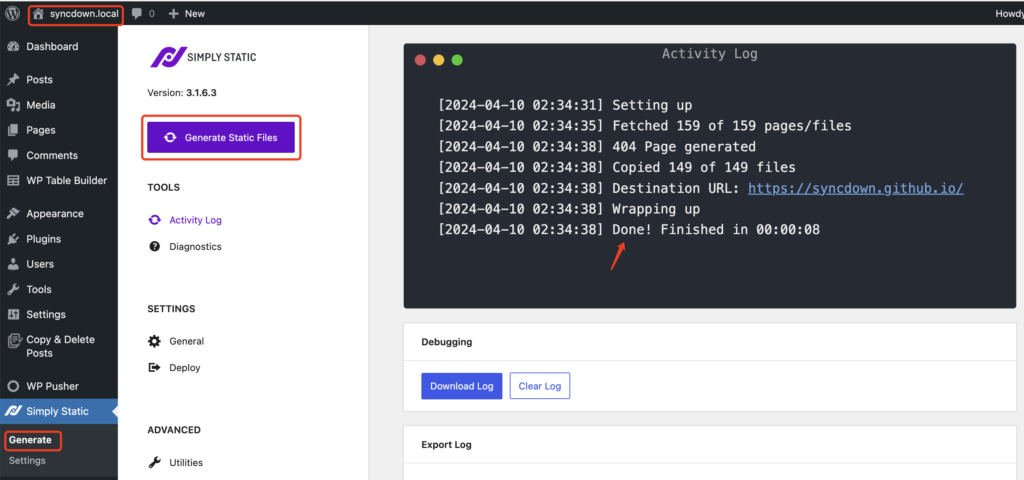 syncdown.local 0 New Howdy
Dashboard
Posts
Media
Pages
Comments
WP Table Builder
Appearance
Plugins
Users
Tools
Settings
Copy & Delete
Posts
WP Pusher
Simply Static
Generate
Settings
SIMPLY STATIC
Version: 3.1.6.3
Generate Static Files
TOOLS
Activity Log
Diagnostics
SETTINGS
General
Deploy
ADVANCED
Utilities
Activity Log
[2024-04-10 02:34:31] Setting up
[2024-04-10 02:34:35] Fetched 159 of 159 pages/files
[2024-04-10 02:34:38] 404 Page generated
[2024-04-10 02:34:38] Copied 149 of 149 files
[2024-04-10 02:34:38] Destination URL: https://syncdown.github.io/
[2024-04-10 02:34:38] Wrapping up
[2024-04-10 02:34:38] Done! Finished in 00:00:08
Debugging
Download Log Clear Log
Export Log